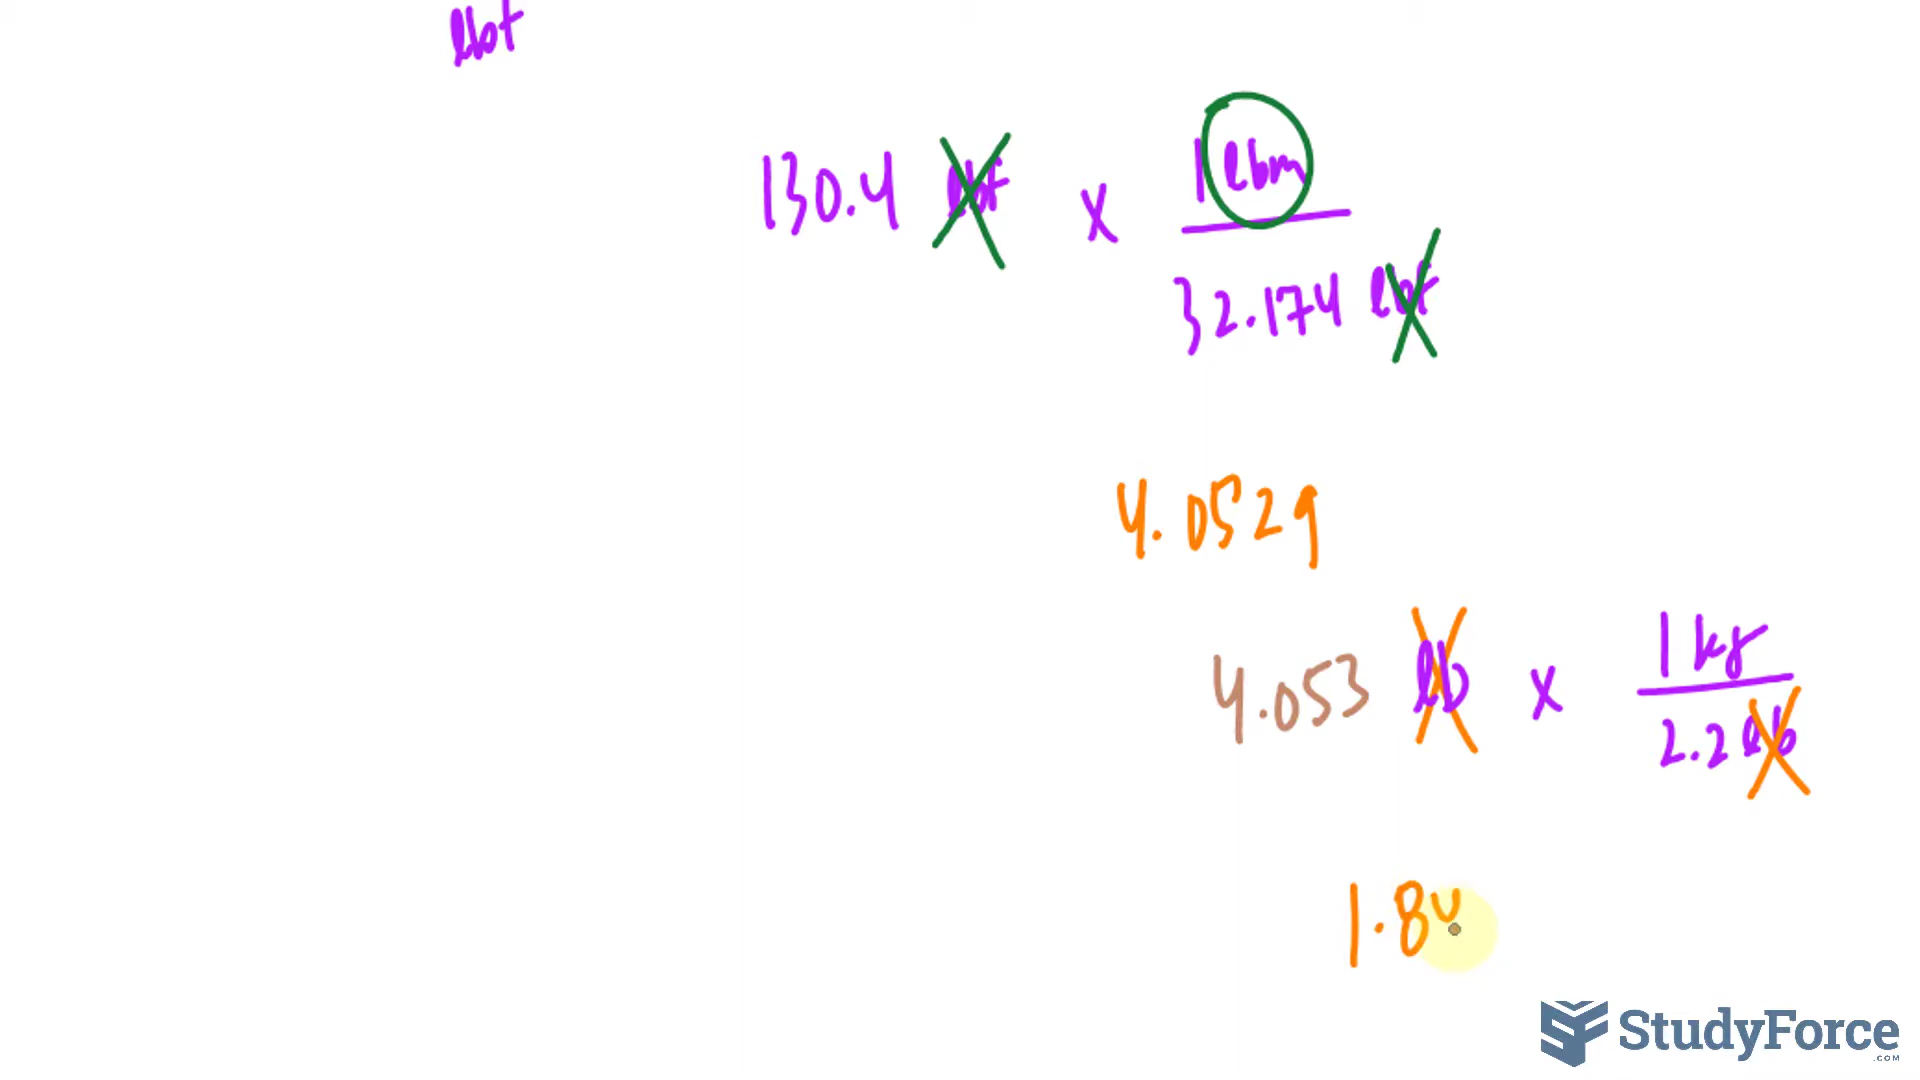 lbf
130.4 lbf x 1 lbm
32.174 lbf
4.0529
4.053 lb x 1 kg
2.2 lb
1.84
StudyForce
.COM